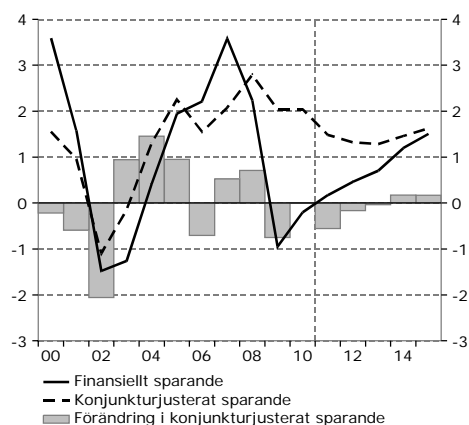 4 4
3 3
2 2
1 1
0 0
-1 -1
-2 -2
-3 -3
00 02 04 06 08 10 12 14
Finansiellt sparande
Konjunkturjusterat sparande
Förändring i konjunkturjusterat sparande